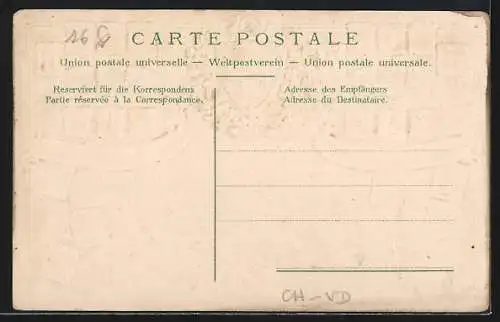 16
CARTE POSTALE
Union postale universelle — Weltpostverein — Union postale universale.
Reserviert für die Korrespondenz
Partie réservée à la Correspondance.
Adresse des Empfängers
Adresse du Destinataire.
CH-VD